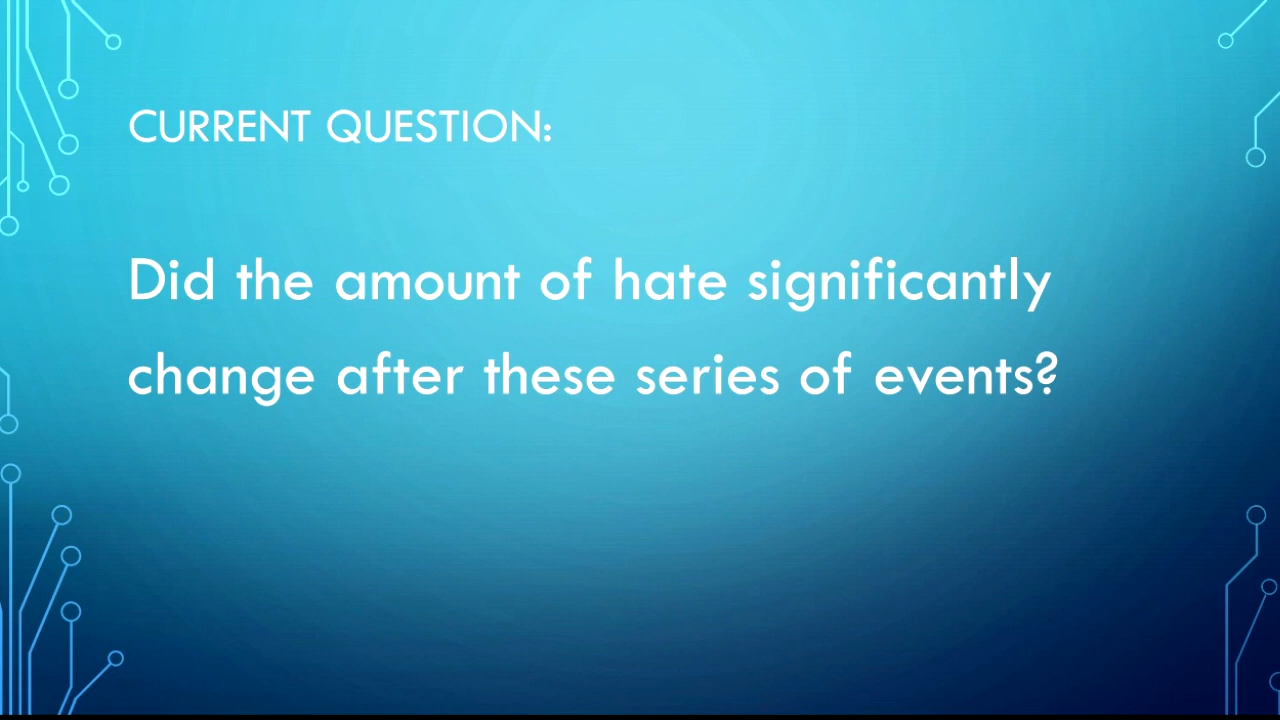 CURRENT QUESTION:
Did the amount of hate significantly
change after these series of events?